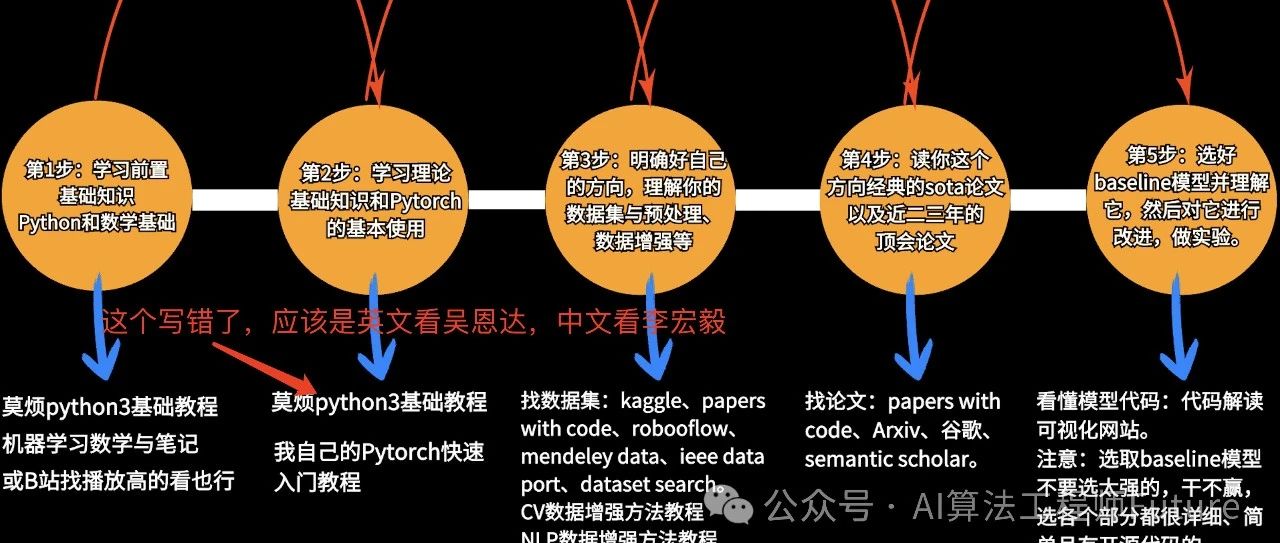 第1步：学习前置
基础知识
Python和数学基础
第2步：学习理论
基础知识和Pytorch
的基本使用
第3步：明确好自己
的方向，理解你的
数据集与预处理、
数据增强等
第4步：读你这个
方向经典的sota论文
以及近二三年的
顶会论文
第5步：选好
baseline模型并理解
它，然后对它进行
改进，做实验。
这个写错了，应该是英文看吴恩达，中文看李宏毅
莫烦python3基础教程
机器学习数学与笔记
或B站找播放高的看也行
莫烦python3基础教程
我自己的Pytorch快速
入门教程
找数据集：kaggle、papers
with code、robooflow、
mendeley data、ieee data
port、dataset search。
CV数据增强方法教程
NLP数据增强方法教程
找论文：papers with
code、Arxiv、谷歌、
semantic scholar。
看懂模型代码：代码解读
可视化网站。
注意：选取baseline模型
不要选太强的，干不赢，
选各个部分都很详细、简
单且有开源代码的
公众号·AI算法工程师Future